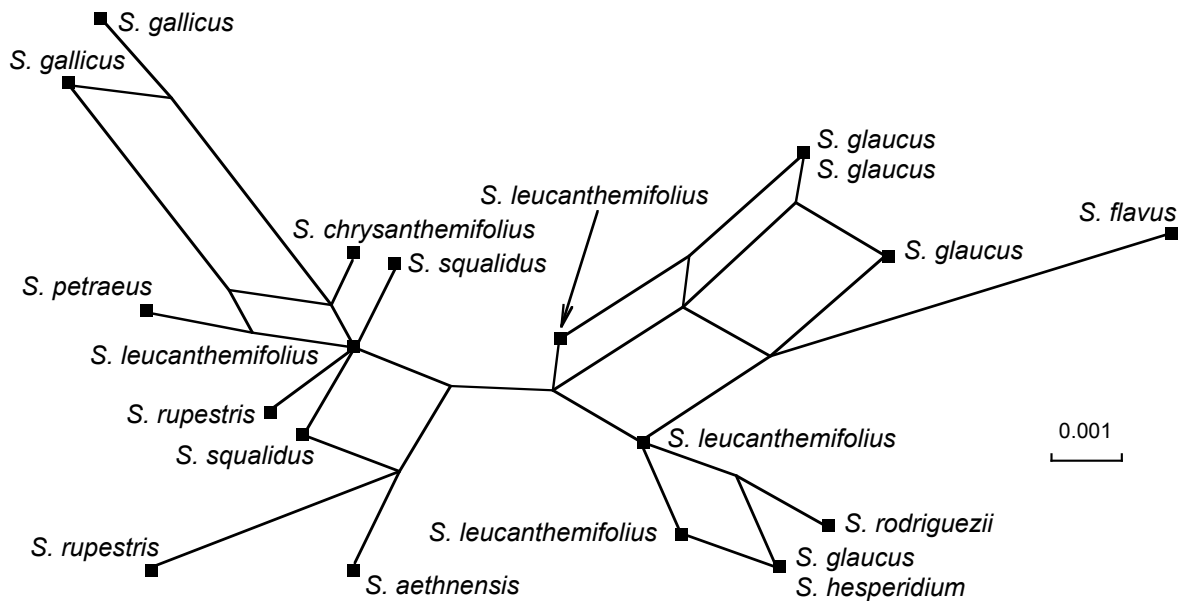 S. gallicus
S. gallicus
S. glaucus
S. glaucus
S. leucanthemifolius
S. flavus
S. chrysanthemifolius
S. glaucus
S. squalidus
S. petraeus
S. leucanthemifolius
S. rupestris
S. leucanthemifolius
0.001
S. squalidus
S. leucanthemifolius
S. rodriguezii
S. rupestris
S. glaucus
S. aethnensis
S. hesperidium